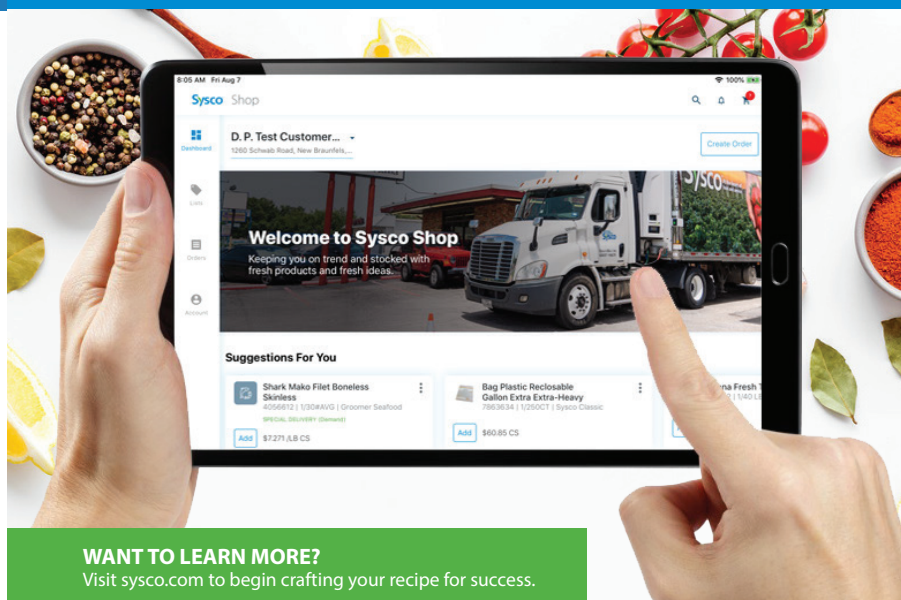 8:05 AM Fri Aug 7
100%
Sysco Shop
Dashboard
D. P. Test Customer...
1260 Schwab Road, New Braunfels,...
Create Order
Lists
Orders
Account
Sysco
Sysco
Welcome to Sysco Shop
Keeping you on trend and stocked with
fresh products and fresh ideas.
Suggestions For You
Shark Mako Filet Boneless
Skinless
4056612 | 1/30#AVG | Groomer Seafood
SPECIAL DELIVERY (Demand)
Add $7.271 /LB CS
Bag Plastic Reclosable
Gallon Extra Extra-Heavy
7863634 | 1/250CT | Sysco Classic
Add $60.85 CS
Fresh
1/40
WANT TO LEARN MORE?
Visit sysco.com to begin crafting your recipe for success.